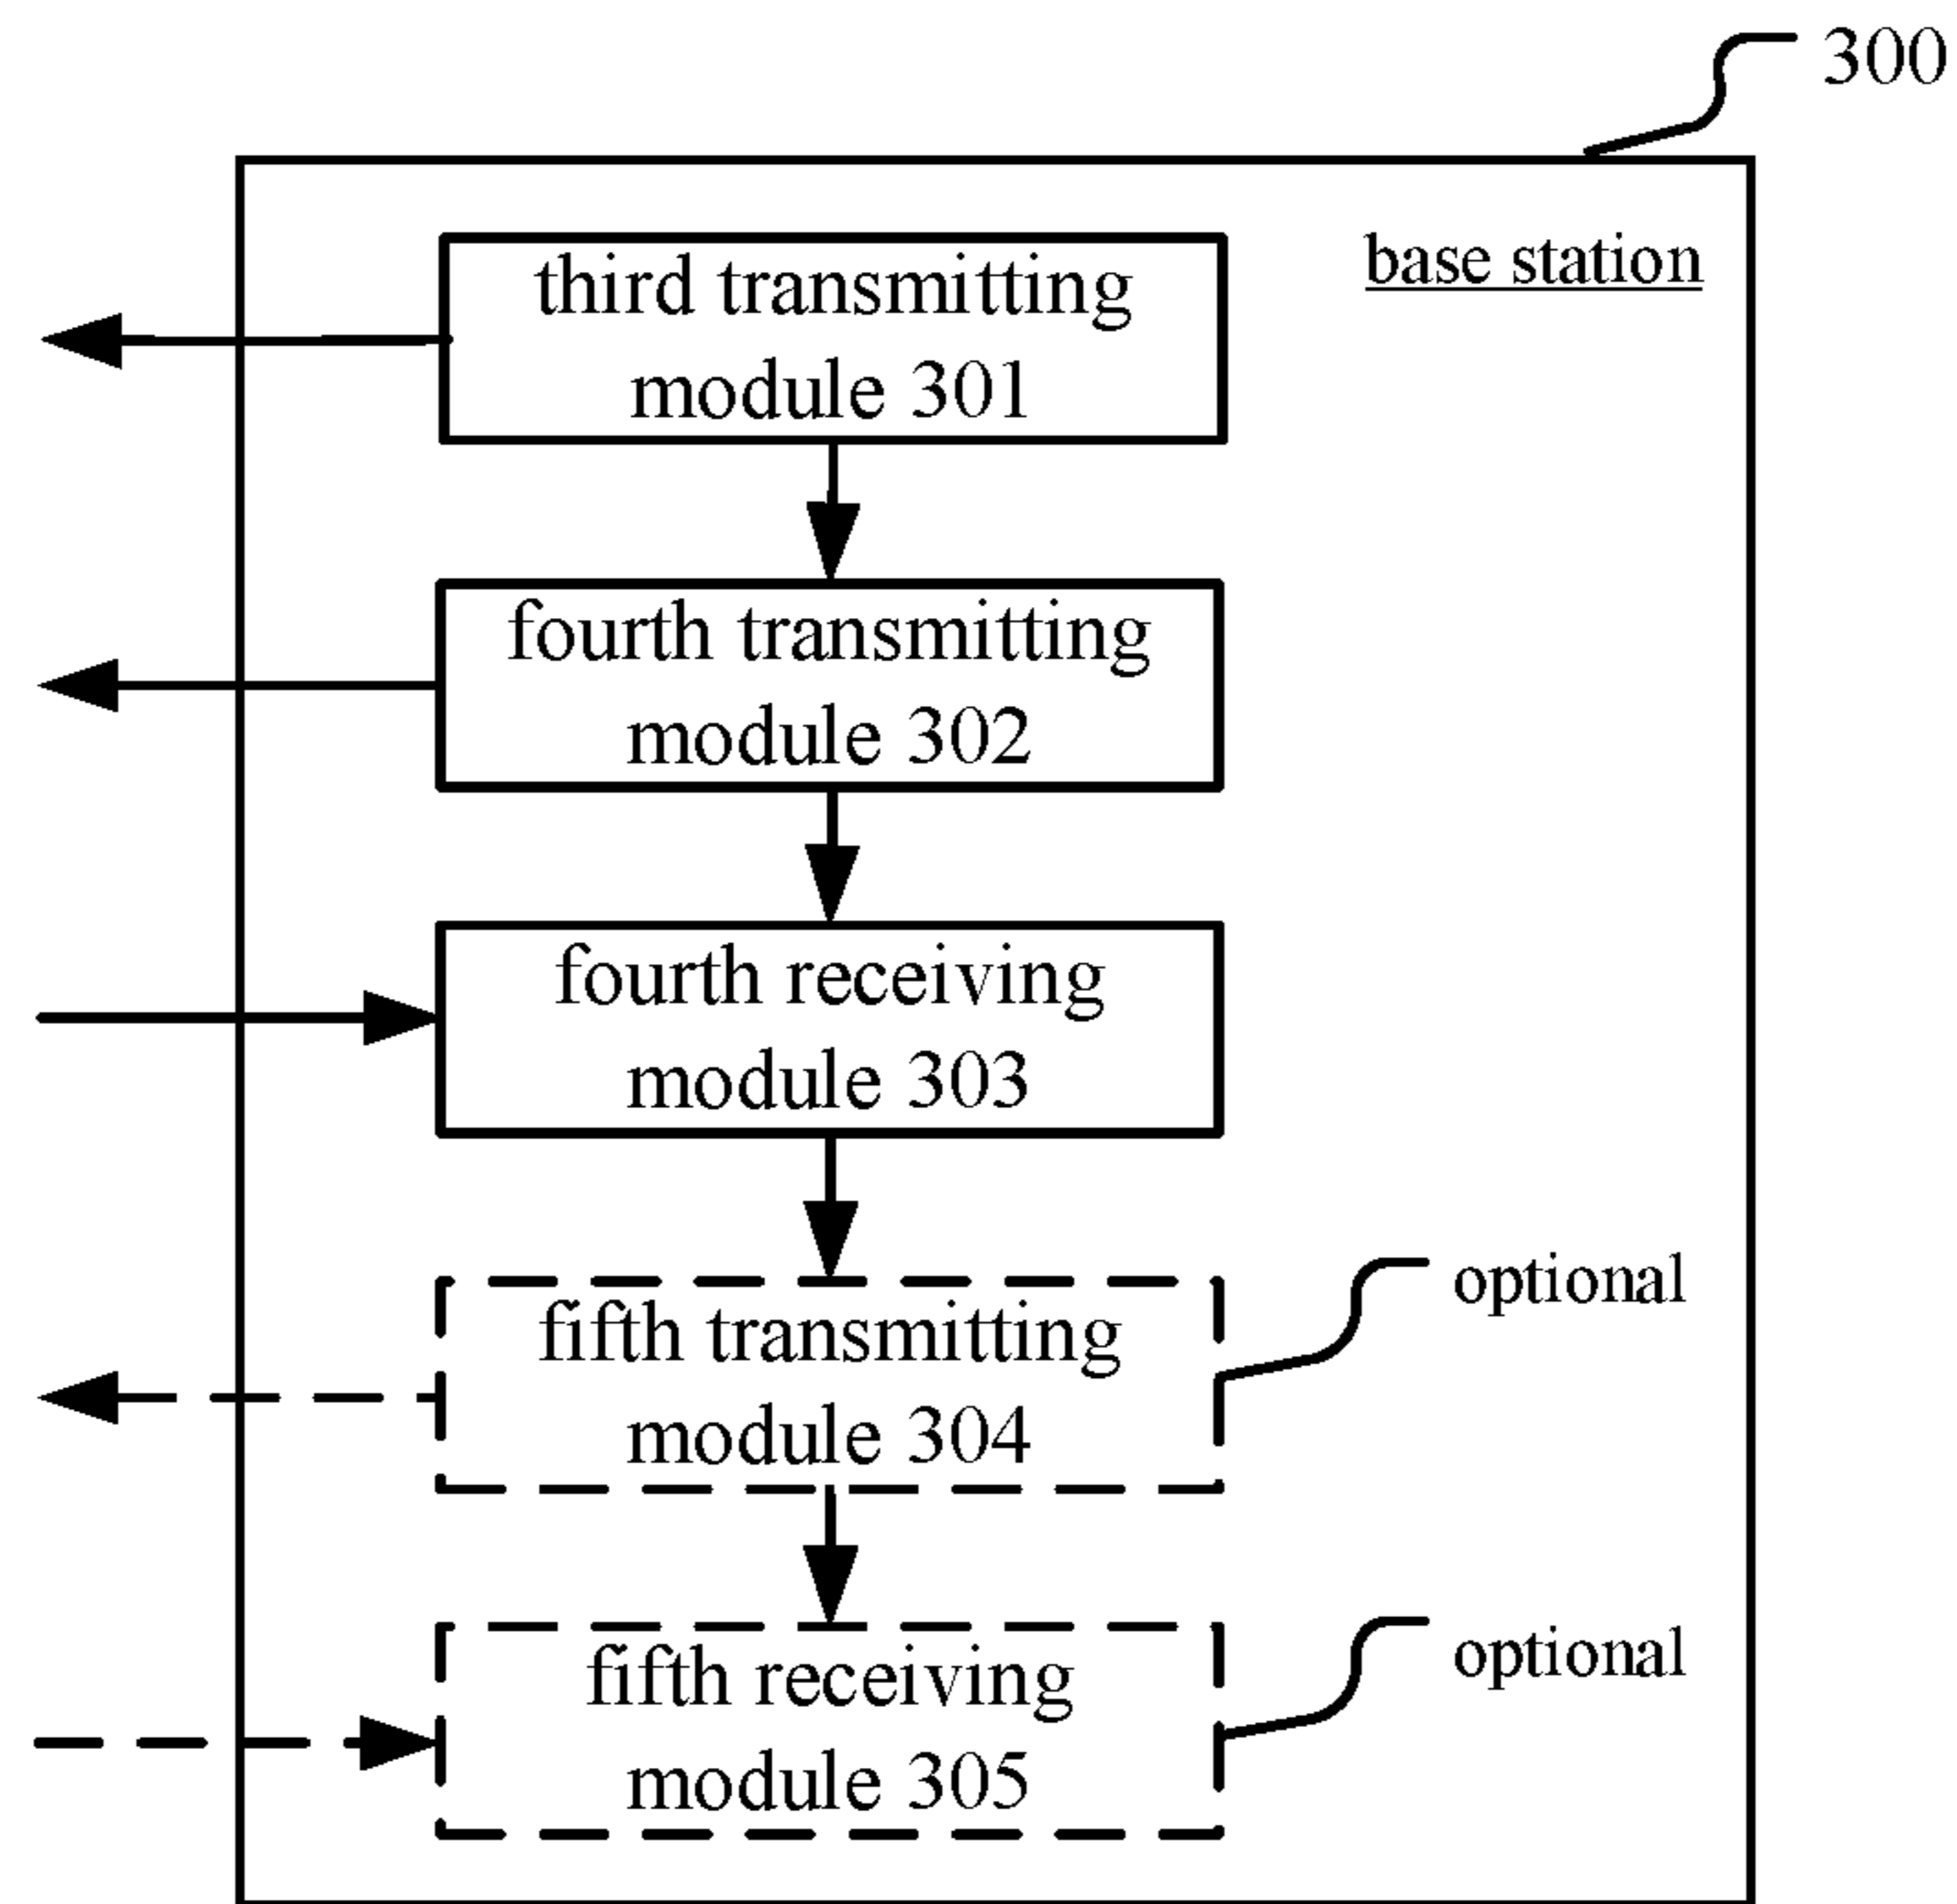 300
base station
third transmitting
module 301
fourth transmitting
module 302
fourth receiving
module 303
optional
fifth transmitting
module 304
optional
fifth receiving
module 305